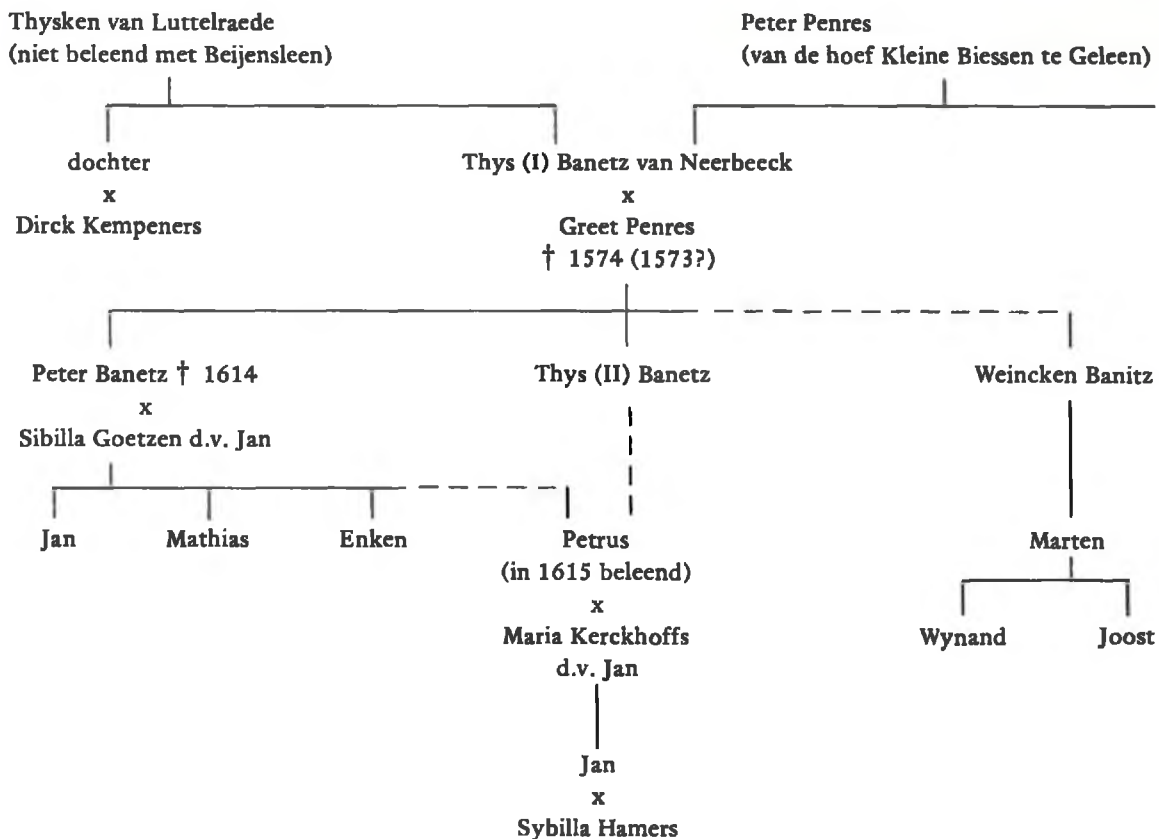 Thysken van Luttelraede
(niet beleend met Beijensleen)
Peter Penres
(van de hoef Kleine Biessen te Geleen)
dochter
x
Dirck Kempeners
Thys (I) Banetz van Neerbeeck
x
Greet Penres
† 1574 (1573?)
Peter Banetz † 1614
x
Sibilla Goetzen d.v. Jan
Thys (II) Banetz
Weincken Banitz
Jan
Mathias
Enken
Petrus
(in 1615 beleend)
x
Maria Kerckhoffs
d.v. Jan
Marten
Wynand
Joost
Jan
x
Sybilla Hamers